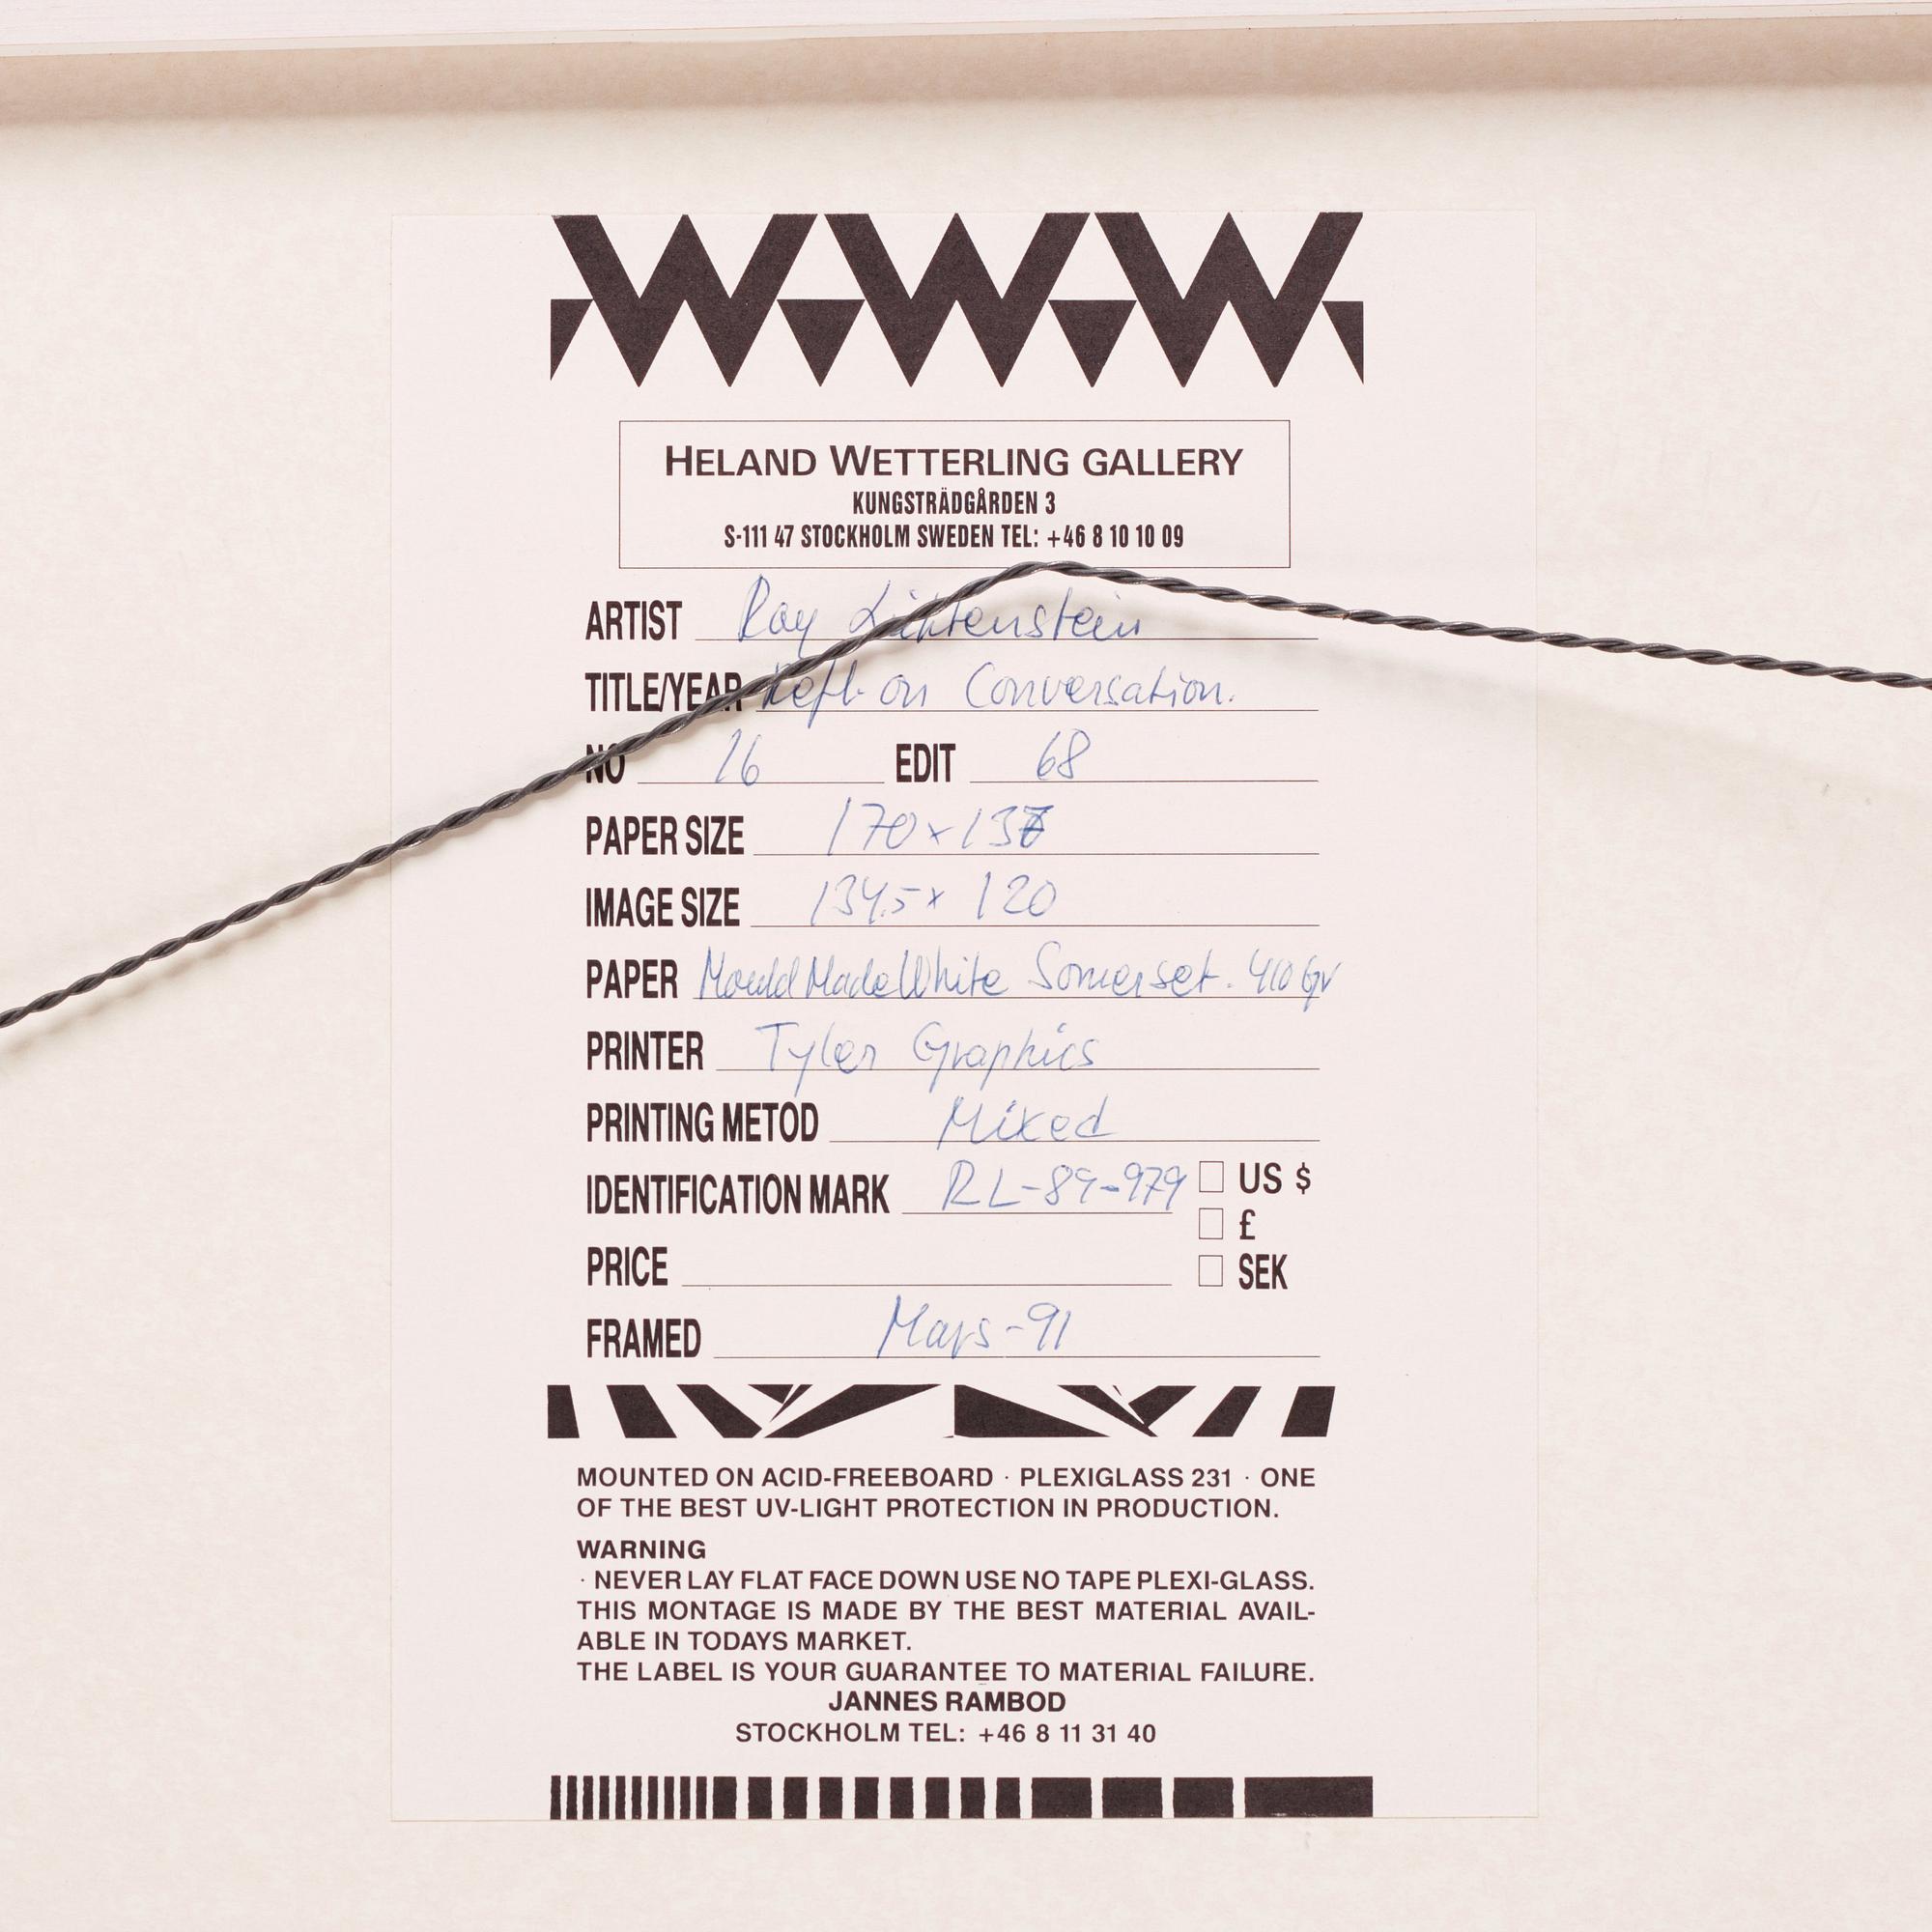 WWW
HELAND WETTERLING GALLERY
KUNGSTRÄDGÅRDEN 3
S-111 47 STOCKHOLM SWEDEN TEL: +46 8 10 10 09
ARTIST Roy Lichtenstein
TITLE/YEAR Refl. on Conversation.
NO 26 EDIT 68
PAPER SIZE 170 x
IMAGE SIZE 134,5 x 120
PAPER Mould Made White Somerset. 410 gr
PRINTER Tyler Graphics
PRINTING METOD Mixed
IDENTIFICATION MARK RL-89-979 US $
£
PRICE SEK
FRAMED Mars-91
MOUNTED ON ACID-FREEBOARD · PLEXIGLASS 231 · ONE
OF THE BEST UV-LIGHT PROTECTION IN PRODUCTION.
WARNING
· NEVER LAY FLAT FACE DOWN USE NO TAPE PLEXI-GLASS.
THIS MONTAGE IS MADE BY THE BEST MATERIAL AVAIL-
ABLE IN TODAYS MARKET.
THE LABEL IS YOUR GUARANTEE TO MATERIAL FAILURE.
JANNES RAMBOD
STOCKHOLM TEL: +46 8 11 31 40